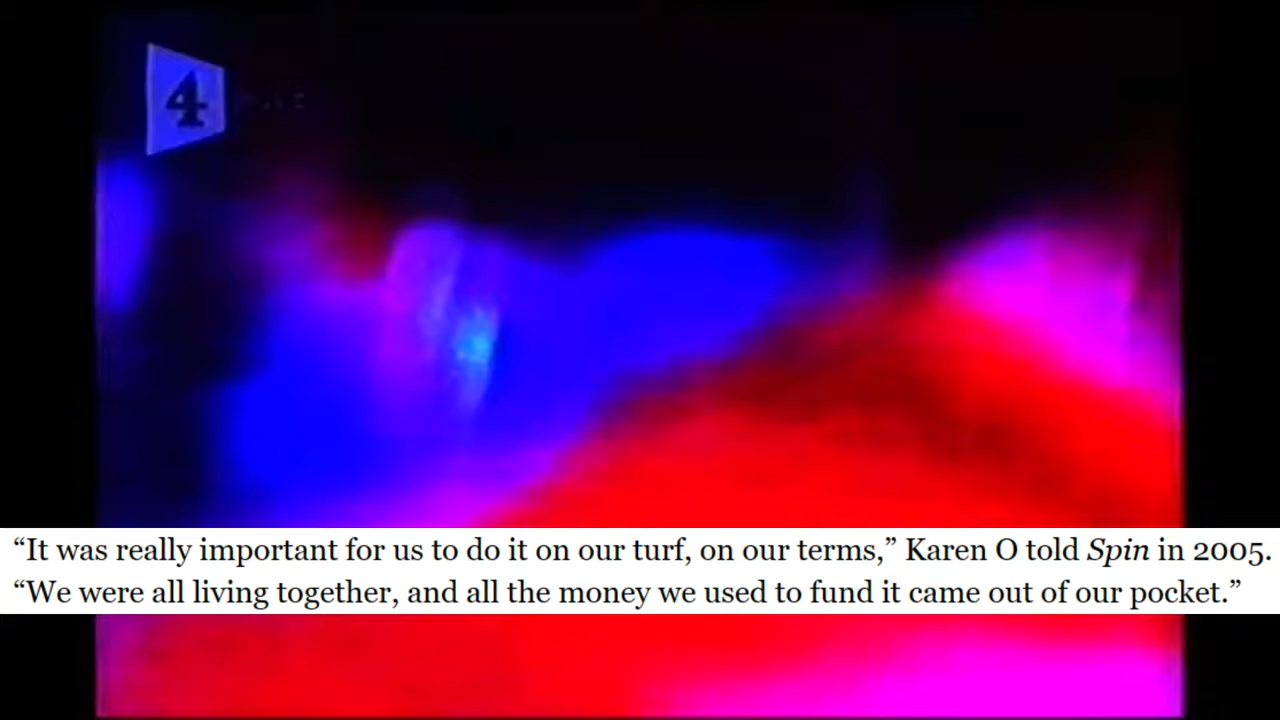 4
“It was really important for us to do it on our turf, on our terms,” Karen O told Spin in 2005.
“We were all living together, and all the money we used to fund it came out of our pocket.”